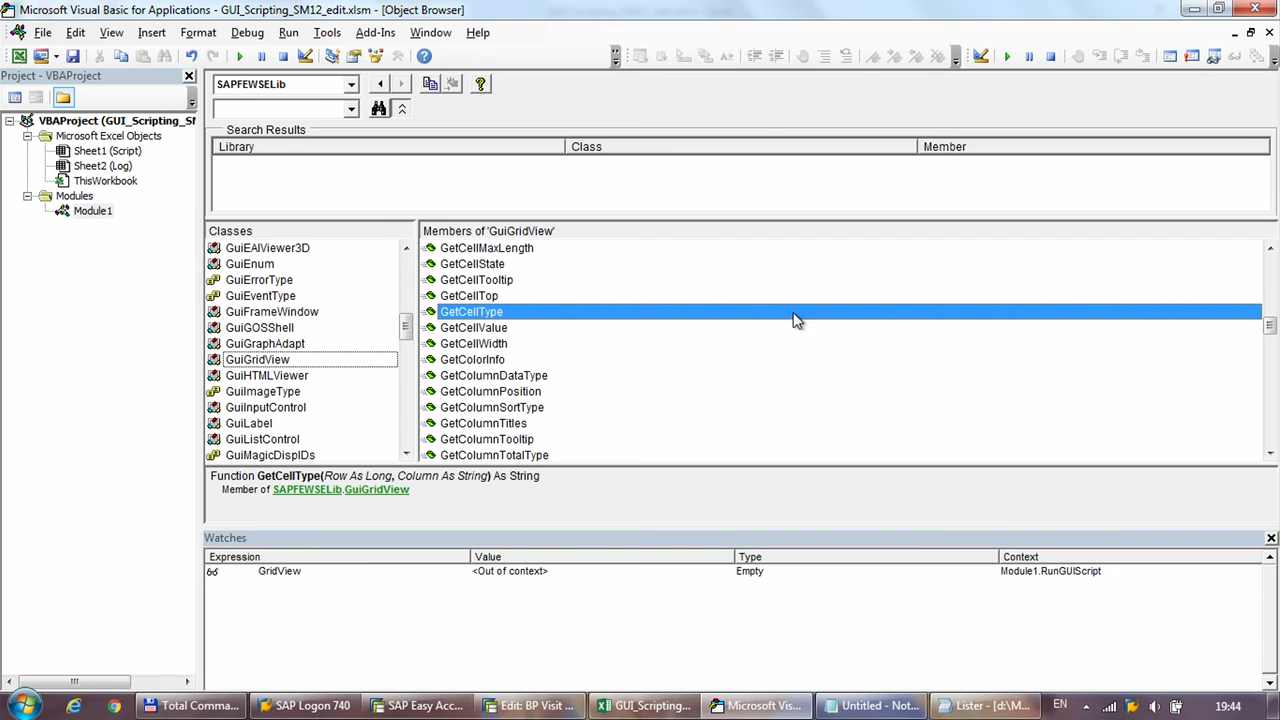 Microsoft Visual Basic for Applications - GUI_Scripting_SM12_edit.xlsm - [Object Browser]
File Edit View Insert Format Debug Run Tools Add-Ins Window Help
Project - VBAProject
VBAProject (GUI_Scripting_SM
Microsoft Excel Objects
Sheet1 (Script)
Sheet2 (Log)
ThisWorkbook
Modules
Module1
SAPFEWSELib
Search Results
Library Class Member
Classes
GuiEAIViewer3D
GuiEnum
GuiErrorType
GuiEventType
GuiFrameWindow
GuiGOSShell
GuiGraphAdapt
GuiGridView
GuiHTMLViewer
GuiImageType
GuiInputControl
GuiLabel
GuiListControl
GuiMagicDispIDs
Members of 'GuiGridView'
GetCellMaxLength
GetCellState
GetCellTooltip
GetCellTop
GetCellType
GetCellValue
GetCellWidth
GetColorInfo
GetColumnDataType
GetColumnPosition
GetColumnSortType
GetColumnTitles
GetColumnTooltip
GetColumnTotalType
Function GetCellType(Row As Long, Column As String) As String
Member of SAPFEWSELib.GuiGridView
Watches
Expression Value Type Context
GridView <Out of context> Empty Module1.RunGUIScript
Total Comma... SAP Logon 740 SAP Easy Acc... Edit: BP Visit ... GUI_Scripting... Microsoft Vis... Untitled - Not... Lister - [d:\M... EN 19:44